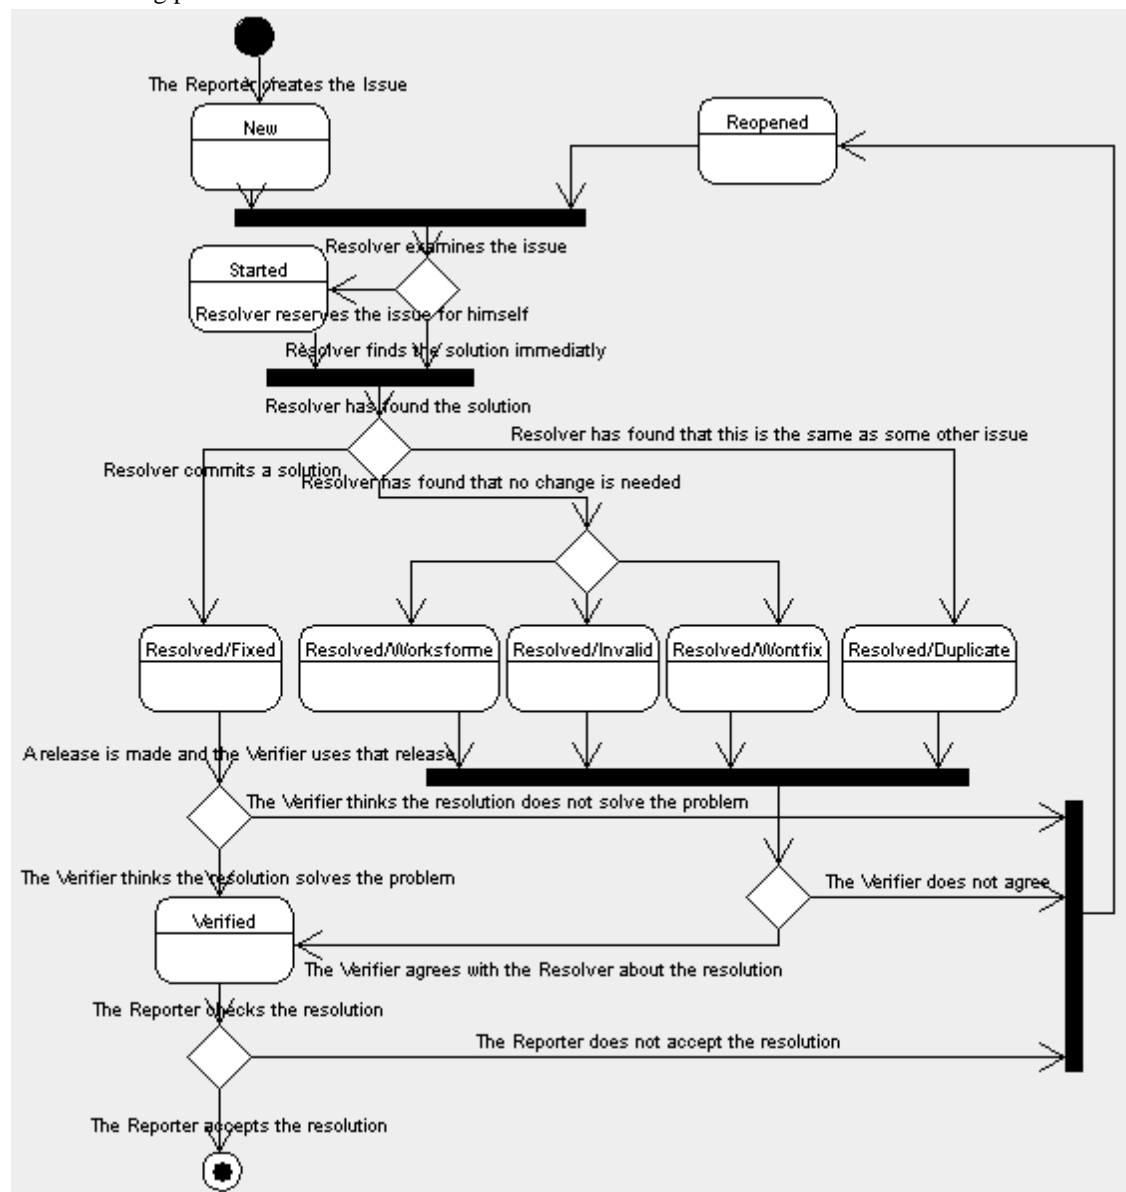 The Reporter creates the Issue
New
Reopened
Resolver examines the issue
Started
Resolver reserves the issue for himself
Resolver finds the solution immediatly
Resolver has found the solution
Resolver has found that this is the same as some other issue
Resolver commits a solution
Resolver has found that no change is needed
Resolved/Fixed
Resolved/Worksforme
Resolved/Invalid
Resolved/Wontfix
Resolved/Duplicate
A release is made and the Verifier uses that release
The Verifier thinks the resolution does not solve the problem
The Verifier thinks the resolution solves the problem
The Verifier does not agree
Verified
The Verifier agrees with the Resolver about the resolution
The Reporter checks the resolution
The Reporter does not accept the resolution
The Reporter accepts the resolution